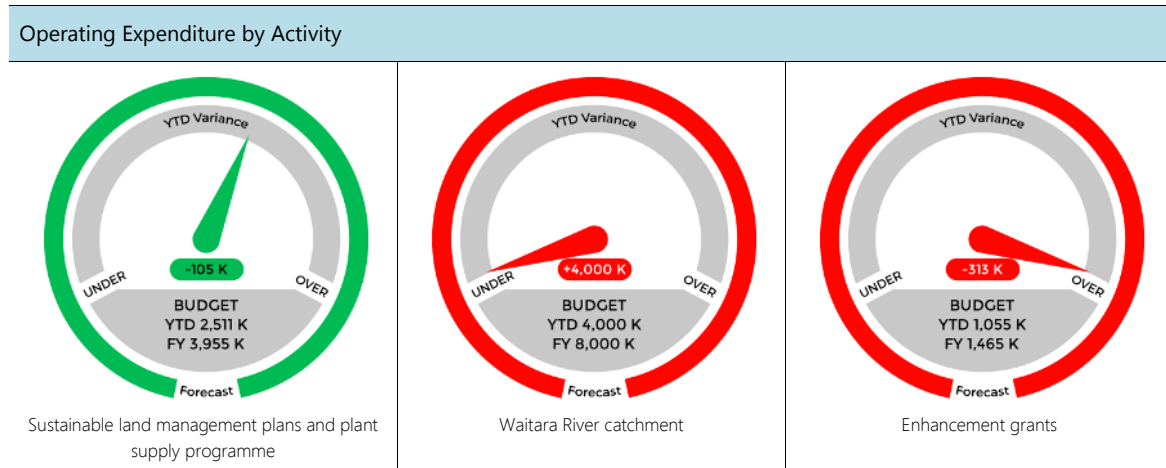 Operating Expenditure by Activity
YTD Variance
-105 K
UNDER
OVER
BUDGET
YTD 2,511 K
FY 3,955 K
Forecast
Sustainable land management plans and plant
supply programme
YTD Variance
+4,000 K
UNDER
OVER
BUDGET
YTD 4,000 K
FY 8,000 K
Forecast
Waitara River catchment
YTD Variance
-313 K
UNDER
OVER
BUDGET
YTD 1,055 K
FY 1,465 K
Forecast
Enhancement grants